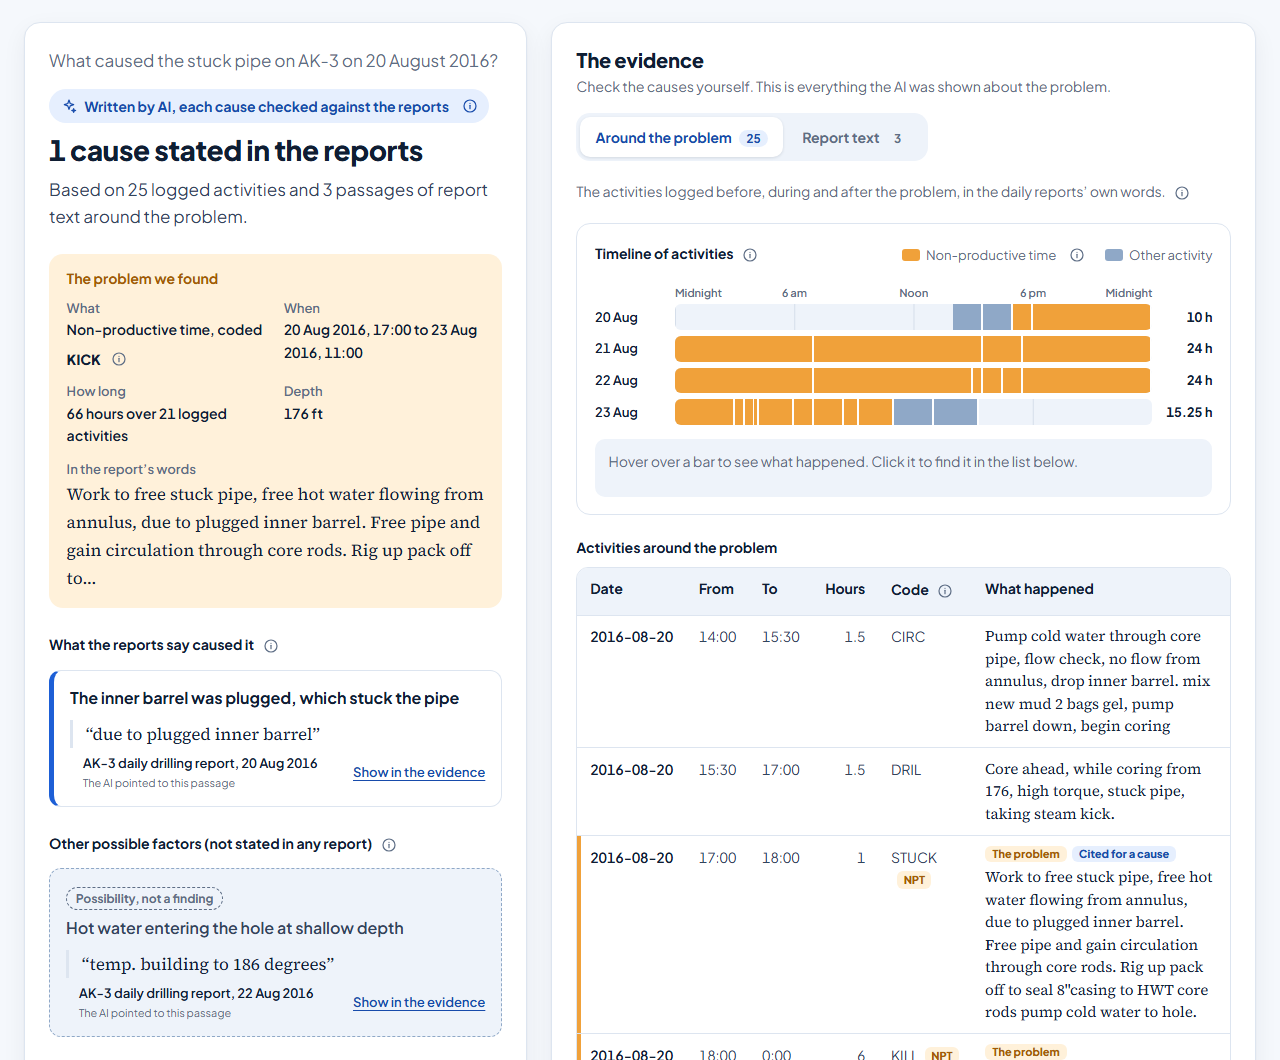 What caused the stuck pipe on AK-3 on 20 August 2016?
Written by AI, each cause checked against the reports
1 cause stated in the reports
Based on 25 logged activities and 3 passages of report
text around the problem.
The problem we found
What
Non-productive time, coded
KICK
When
20 Aug 2016, 17:00 to 23 Aug
2016, 11:00
How long
66 hours over 21 logged
activities
Depth
176 ft
In the report's words
Work to free stuck pipe, free hot water flowing from
annulus, due to plugged inner barrel. Free pipe and
gain circulation through core rods. Rig up pack off
to...
What the reports say caused it
The inner barrel was plugged, which stuck the pipe
“due to plugged inner barrel”
AK-3 daily drilling report, 20 Aug 2016
The AI pointed to this passage
Show in the evidence
Other possible factors (not stated in any report)
Possibility, not a finding
Hot water entering the hole at shallow depth
“temp. building to 186 degrees”
AK-3 daily drilling report, 22 Aug 2016
The AI pointed to this passage
Show in the evidence
The evidence
Check the causes yourself. This is everything the AI was shown about the problem.
Around the problem 25
Report text 3
The activities logged before, during and after the problem, in the daily reports’ own words.
Timeline of activities
Non-productive time
Other activity
Midnight 6 am Noon 6 pm Midnight
20 Aug 10 h
21 Aug 24 h
22 Aug 24 h
23 Aug 15.25 h
Hover over a bar to see what happened. Click it to find it in the list below.
Activities around the problem
Date From To Hours Code What happened
2016-08-20 14:00 15:30 1.5 CIRC Pump cold water through core
pipe, flow check, no flow from
annulus, drop inner barrel. mix
new mud 2 bags gel, pump
barrel down, begin coring
2016-08-20 15:30 17:00 1.5 DRIL Core ahead, while coring from
176, high torque, stuck pipe,
taking steam kick.
2016-08-20 17:00 18:00 1 STUCK
NPT
The problem Cited for a cause
Work to free stuck pipe, free hot
water flowing from annulus,
due to plugged inner barrel.
Free pipe and gain circulation
through core rods. Rig up pack
off to seal 8"casing to HWT core
rods pump cold water to hole.
2016-08-20 18:00 0:00 6 KILL NPT The problem